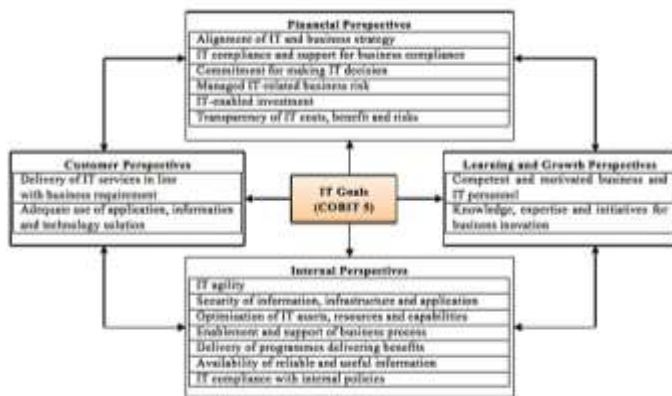 Financial Perspectives
Alignment of IT and business strategy
IT compliance and support for business compliance
Commitment for making IT decision
Managed IT-related business risk
IT-enabled investment
Transparency of IT costs, benefit and risks
Customer Perspectives
Delivery of IT services in line
with business requirement
Adequate use of application, information
and technology solution
IT Goals
(COBIT 5)
Learning and Growth Perspectives
Competent and motivated business and
IT personnel
Knowledge, expertise and initiatives for
business inovation
Internal Perspectives
IT agility
Security of information, infrastructure and application
Optimisation of IT assets, resources and capabilities
Enablement and support of business process
Delivery of programmes delivering benefits
Availability of reliable and useful information
IT compliance with internal policies